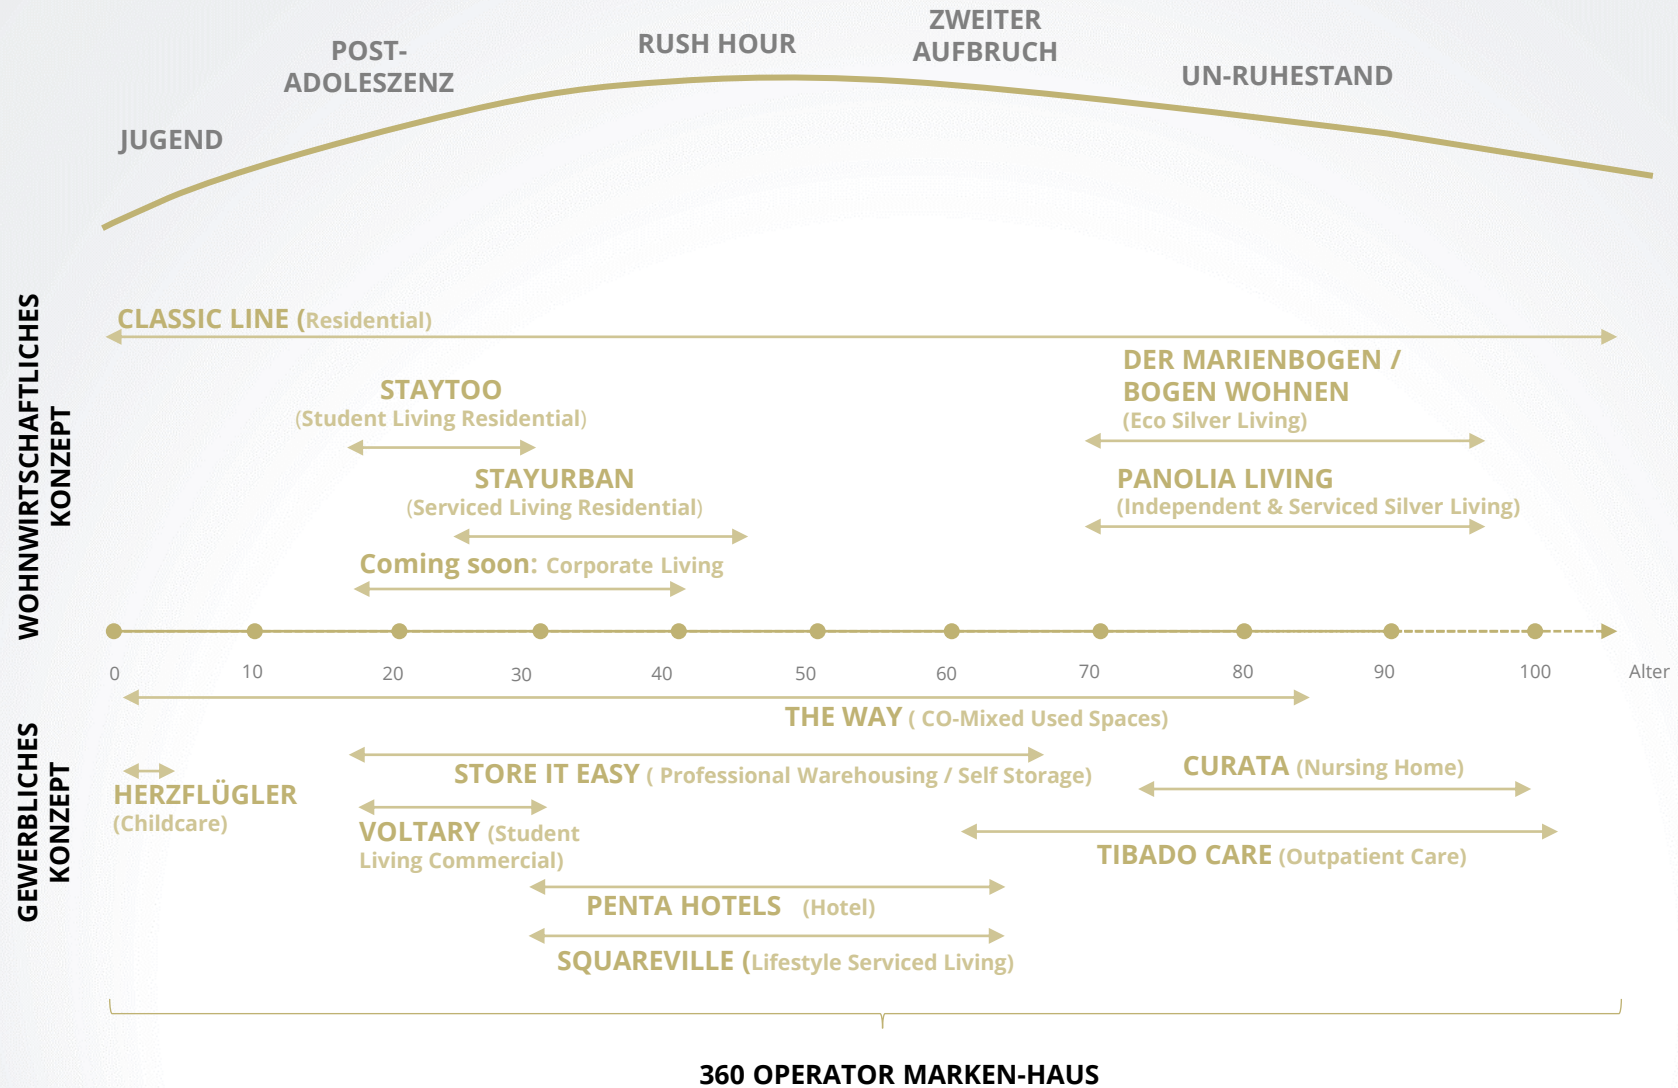 ZWEITER
AUFBRUCH
RUSH HOUR
POST-
ADOLESZENZ
UN-RUHESTAND
JUGEND
WOHNWIRTSCHAFTLICHES
KONZEPT
CLASSIC LINE (Residential)
DER MARIENBOGEN /
BOGEN WOHNEN
(Eco Silver Living)
STAYTOO
(Student Living Residential)
STAYURBAN
(Serviced Living Residential)
PANOLIA LIVING
(Independent & Serviced Silver Living)
Coming soon: Corporate Living
0 10 20 30 40 50 60 70 80 90 100 Alter
GEWERBLICHES
KONZEPT
THE WAY ( CO-Mixed Used Spaces)
STORE IT EASY ( Professional Warehousing / Self Storage)
CURATA (Nursing Home)
HERZFLÜGLER
(Childcare)
VOLTARY (Student
Living Commercial)
TIBADO CARE (Outpatient Care)
PENTA HOTELS (Hotel)
SQUAREVILLE (Lifestyle Serviced Living)
360 OPERATOR MARKEN-HAUS